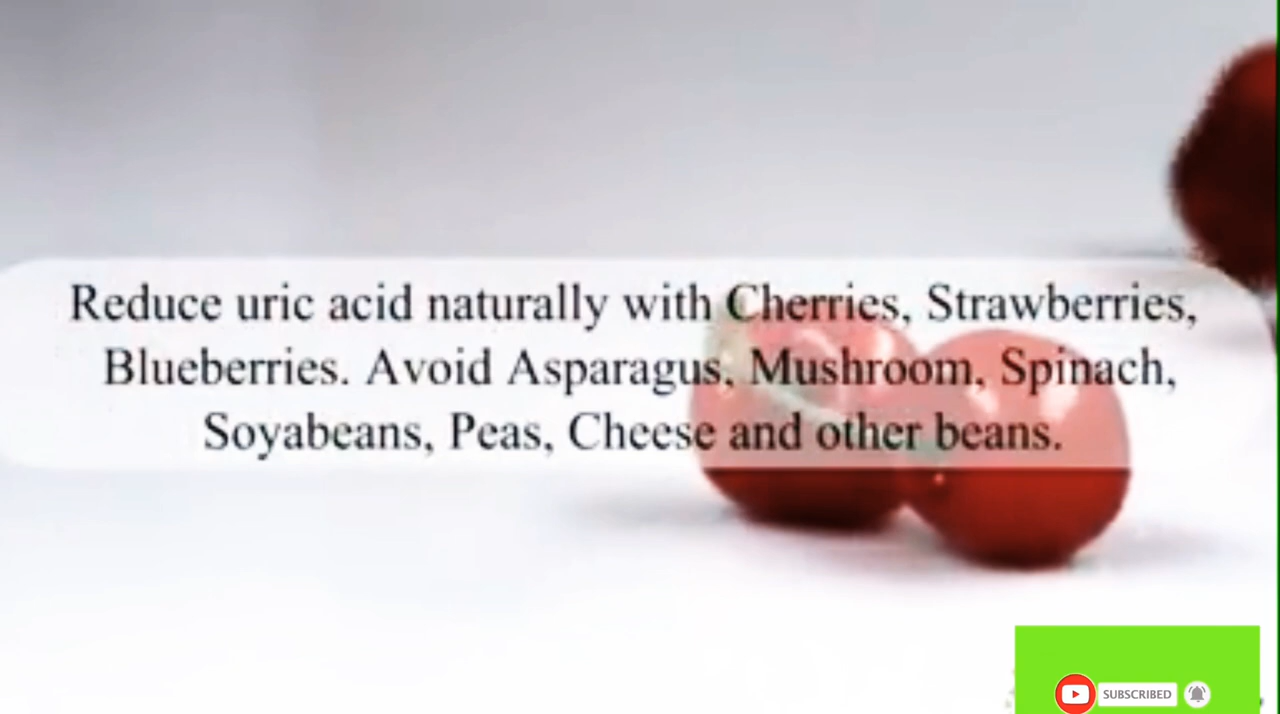 Reduce uric acid naturally with Cherries, Strawberries,
Blueberries. Avoid Asparagus, Mushroom, Spinach,
Soyabeans, Peas, Cheese and other beans.
SUBSCRIBED